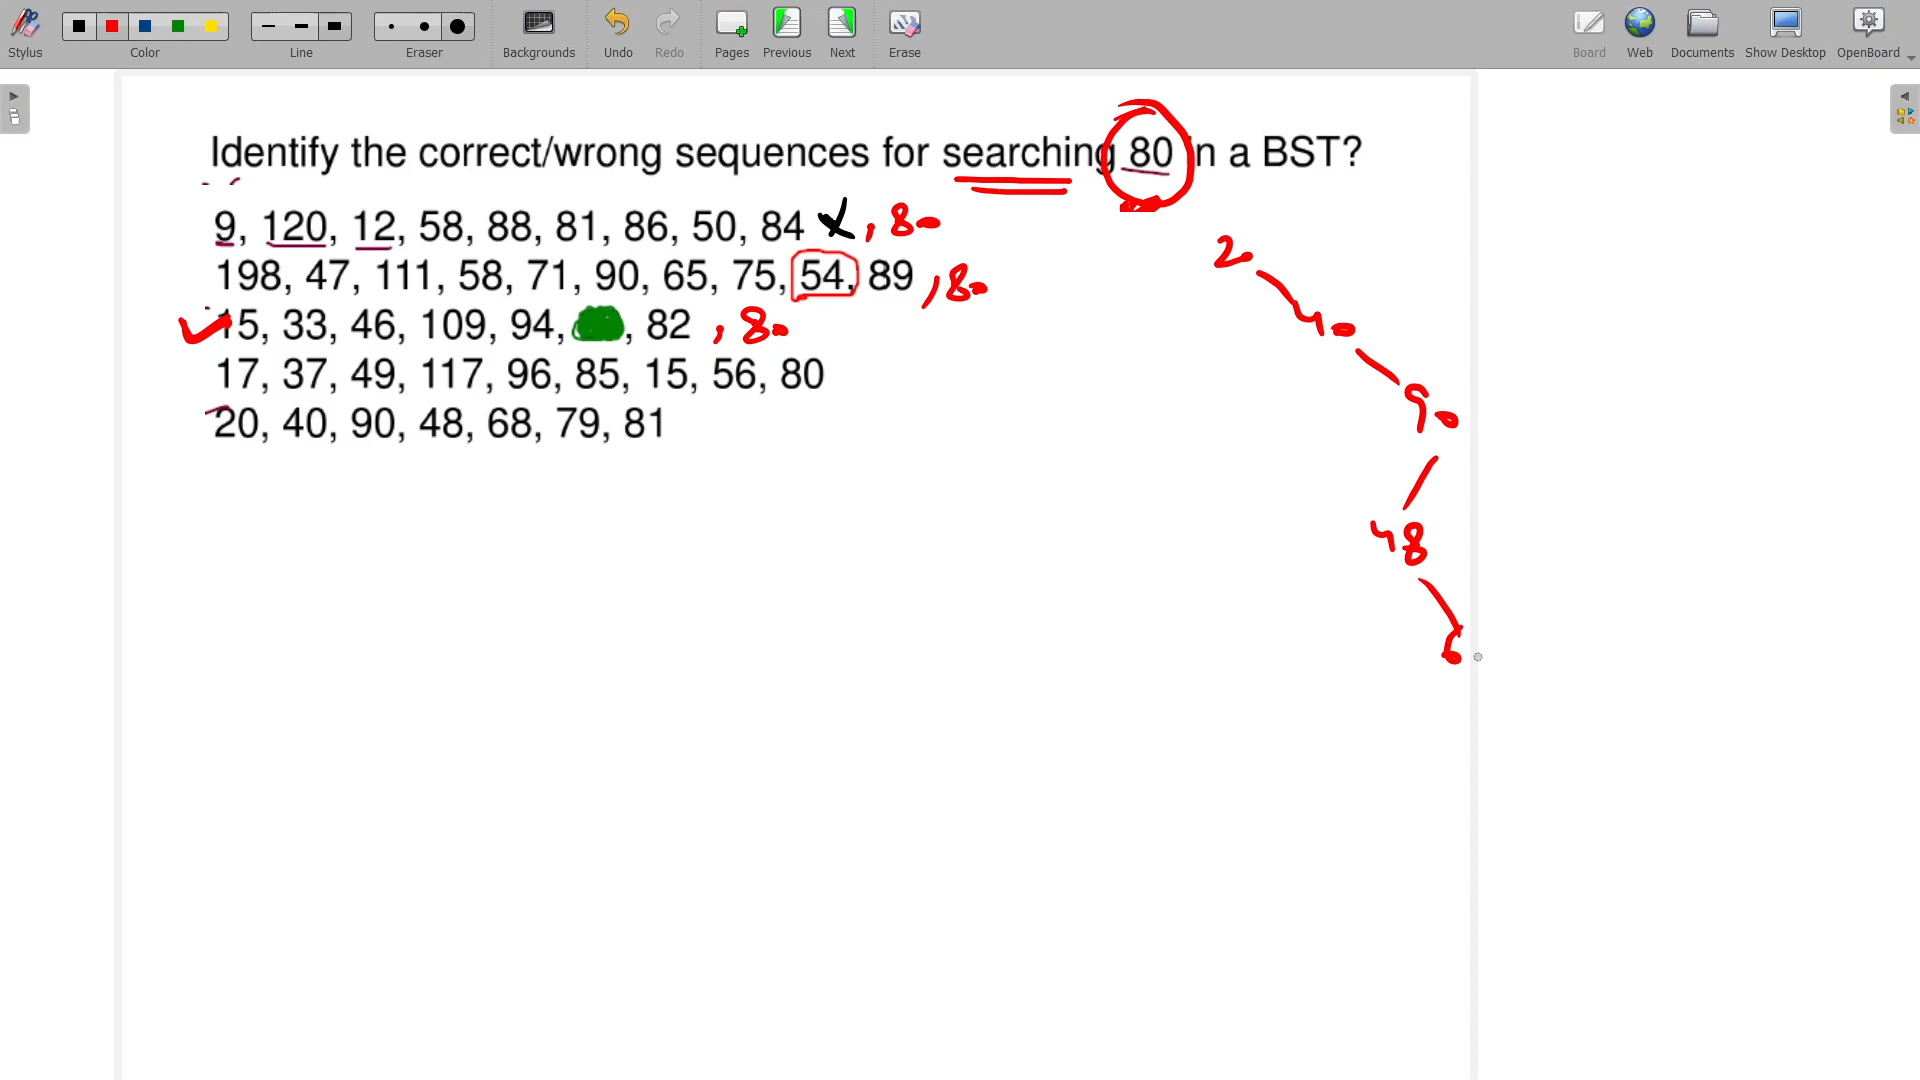 Stylus Color Line Eraser Backgrounds Undo Redo Pages Previous Next Erase Board Web Documents Show Desktop OpenBoard
Identify the correct/wrong sequences for searching 80 in a BST?
9, 120, 12, 58, 88, 81, 86, 50, 84 x , 80
198, 47, 111, 58, 71, 90, 65, 75, 54, 89 , 80
15, 33, 46, 109, 94, , 82 , 80
17, 37, 49, 117, 96, 85, 15, 56, 80
20, 40, 90, 48, 68, 79, 81
20
40
90
48
6